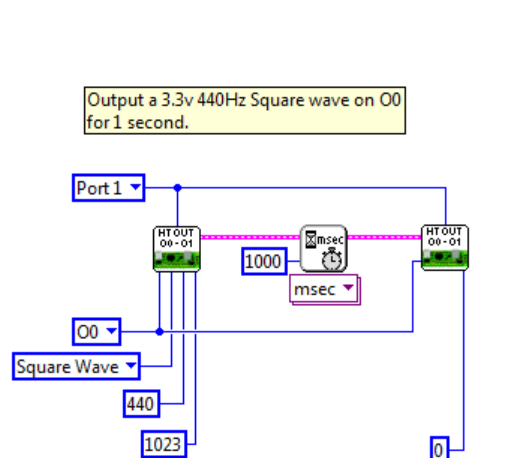 Output a 3.3v 440Hz Square wave on O0
for 1 second.
Port 1
HT OUT
O0-O1
msec
HT OUT
O0-O1
1000
msec
O0
Square Wave
440
1023
0